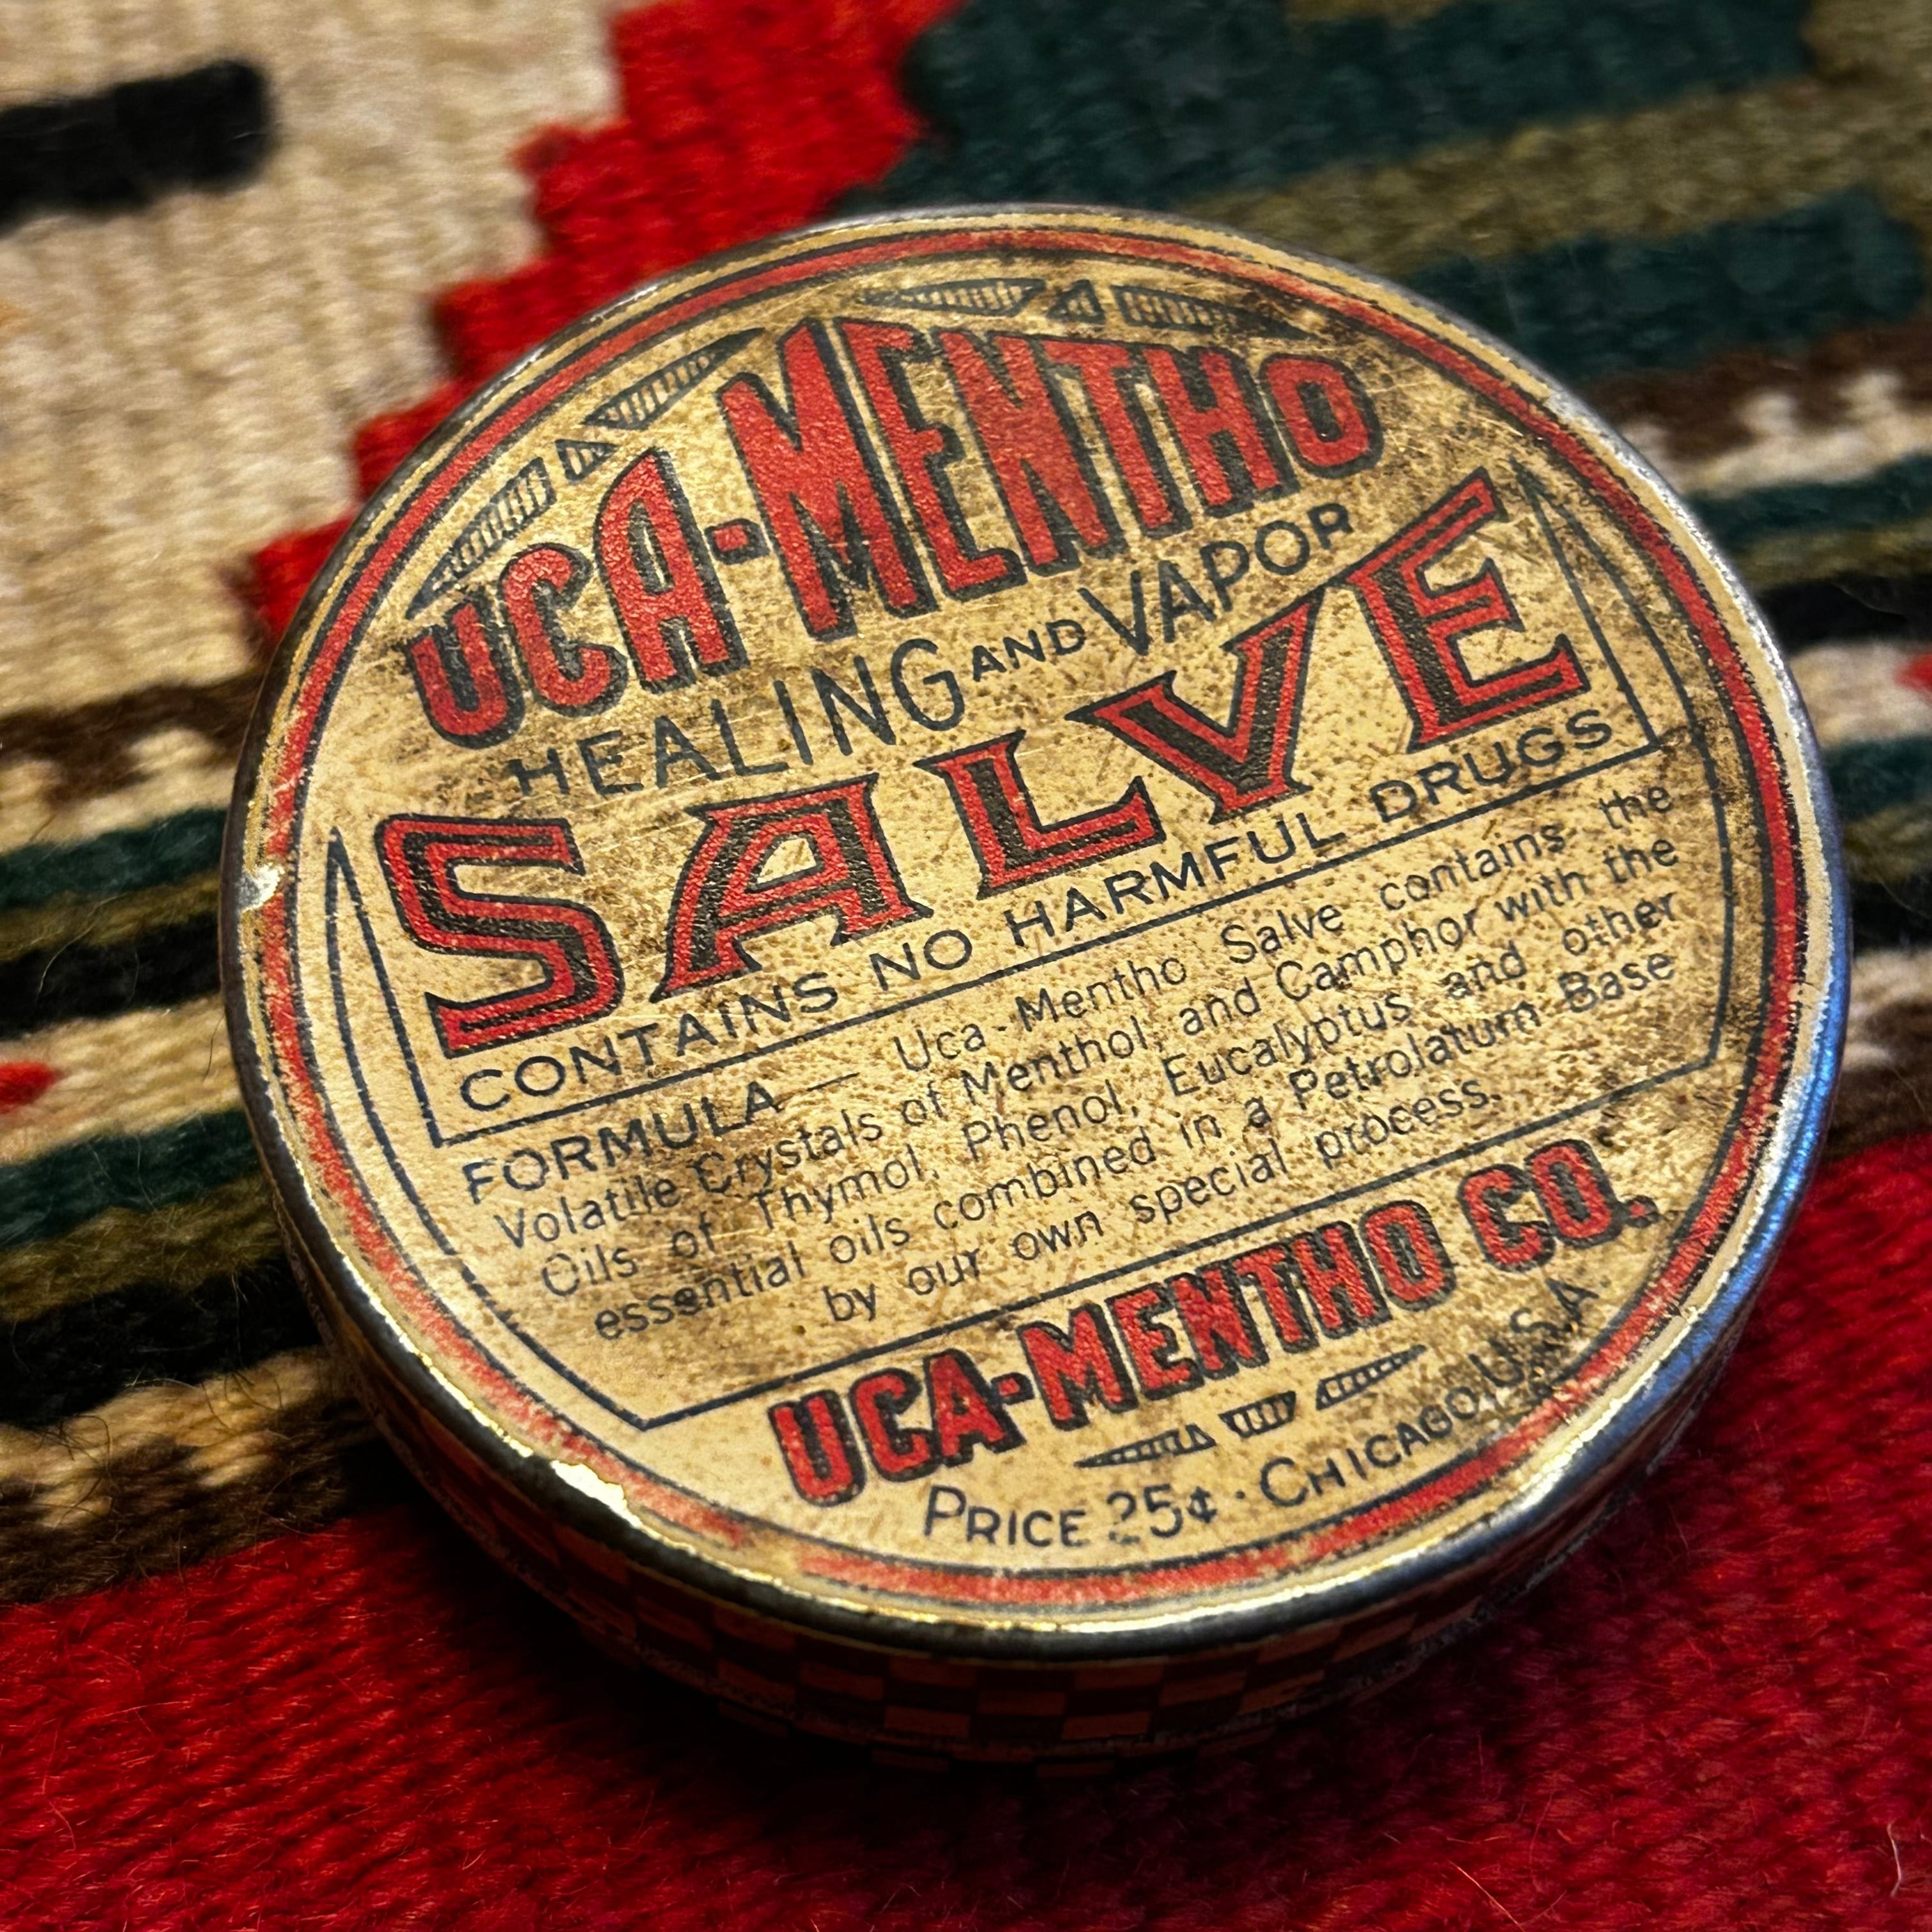 UCA-MENTHO
HEALING AND VAPOR
SALVE
CONTAINS NO HARMFUL DRUGS
FORMULA — Uca-Mentho Salve contains the
Volatile Crystals of Menthol, and Camphor with the
Oils of Thymol, Phenol, Eucalyptus and other
essential oils combined in a Petrolatum Base
by our own special process.
UCA-MENTHO CO.
PRICE 25¢ · CHICAGO, U.S.A.